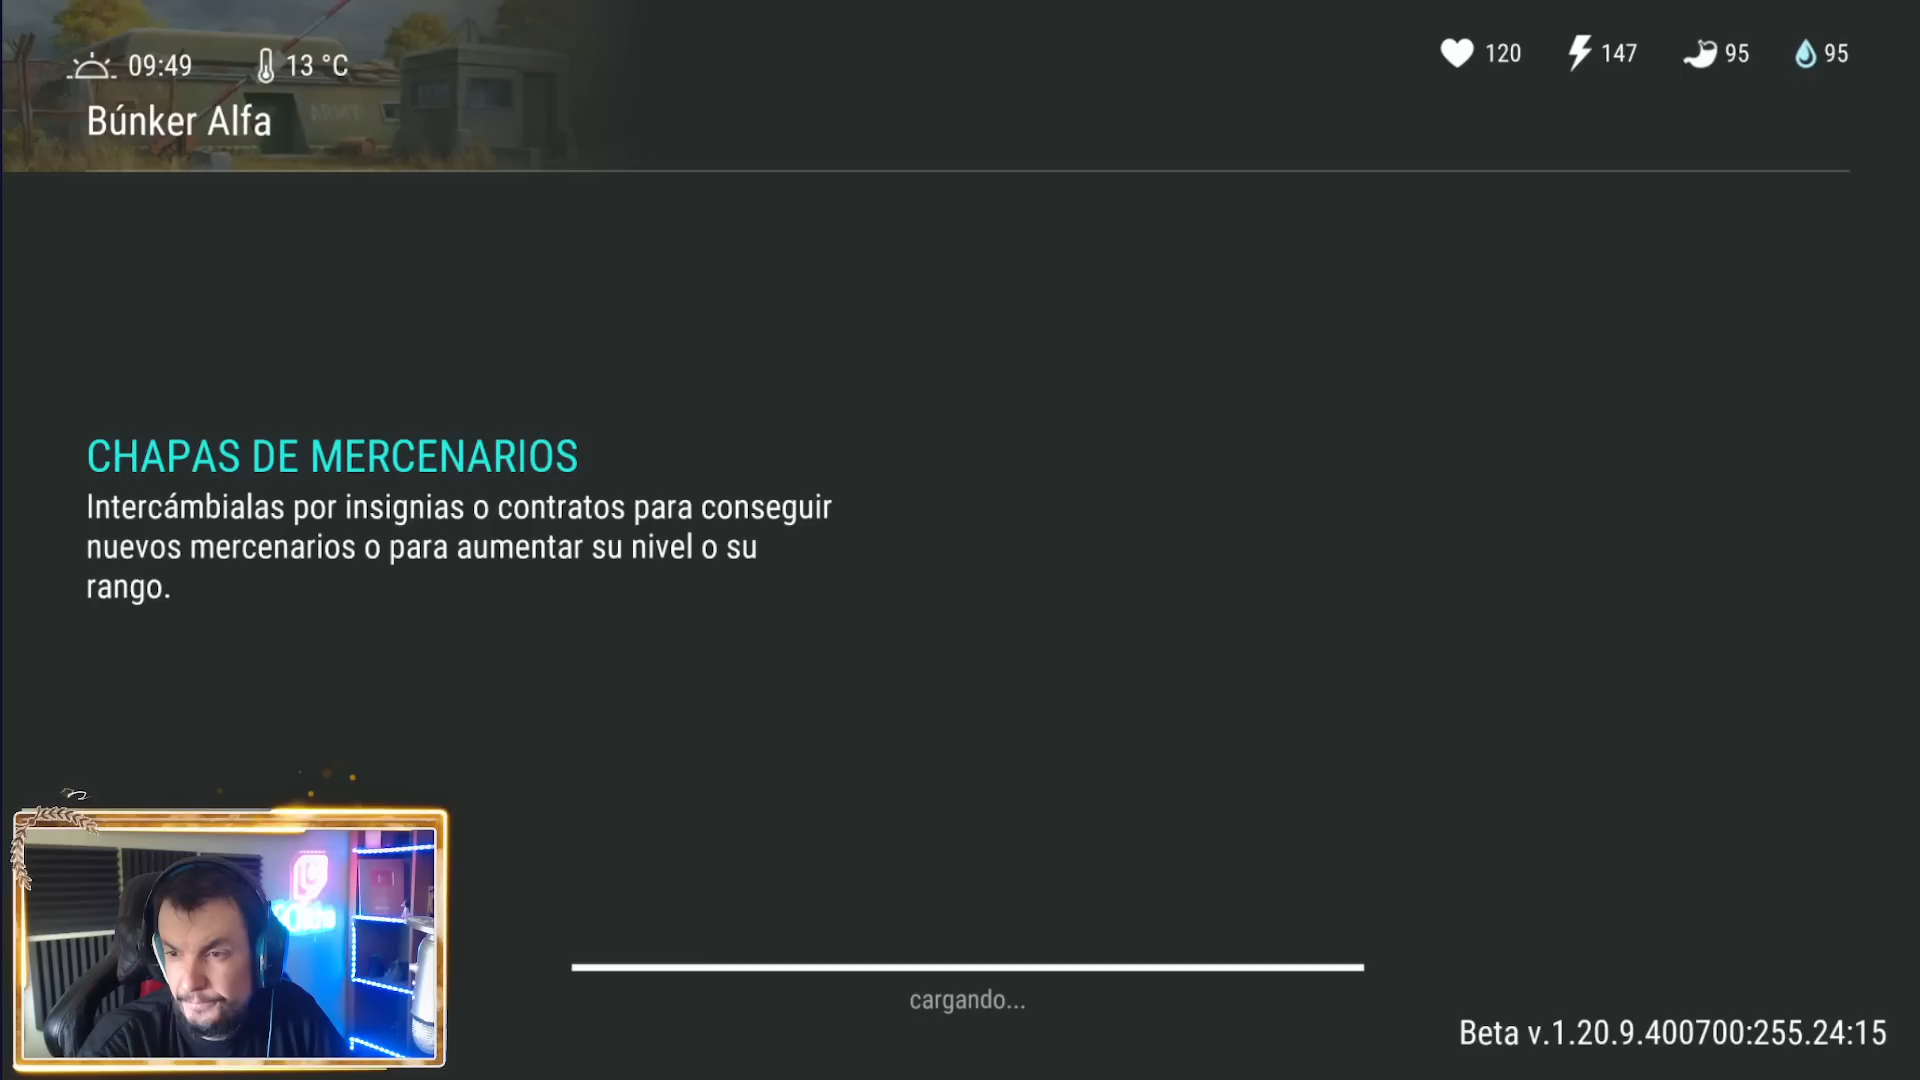 09:49
13 °C
120
147
95
95
Búnker Alfa
CHAPAS DE MERCENARIOS
Intercámbialas por insignias o contratos para conseguir
nuevos mercenarios o para aumentar su nivel o su
rango.
cargando...
Beta v.1.20.9.400700:255.24:15